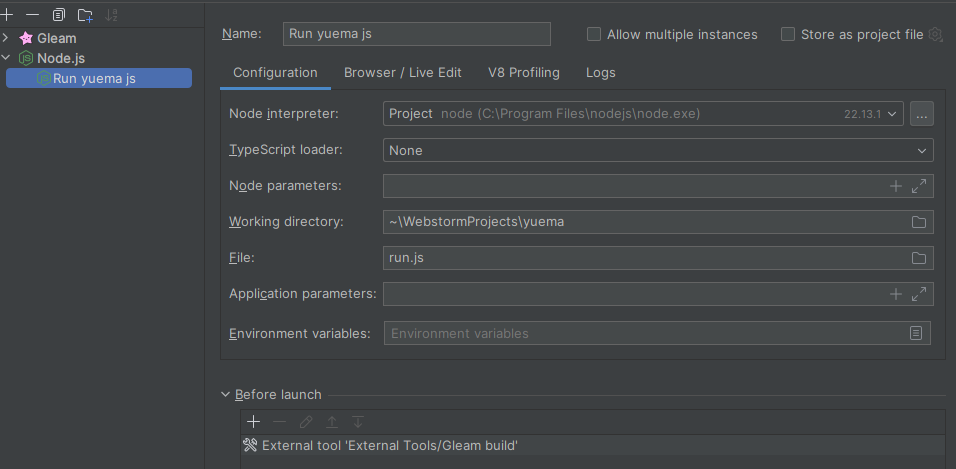 Gleam
Node.js
Run yuema js
Name: Run yuema js Allow multiple instances Store as project file
Configuration Browser / Live Edit V8 Profiling Logs
Node interpreter: Project node (C:\Program Files\nodejs\node.exe) 22.13.1 ...
TypeScript loader: None
Node parameters:
Working directory: ~\WebstormProjects\yuema
File: run.js
Application parameters:
Environment variables: Environment variables
Before launch
External tool 'External Tools/Gleam build'